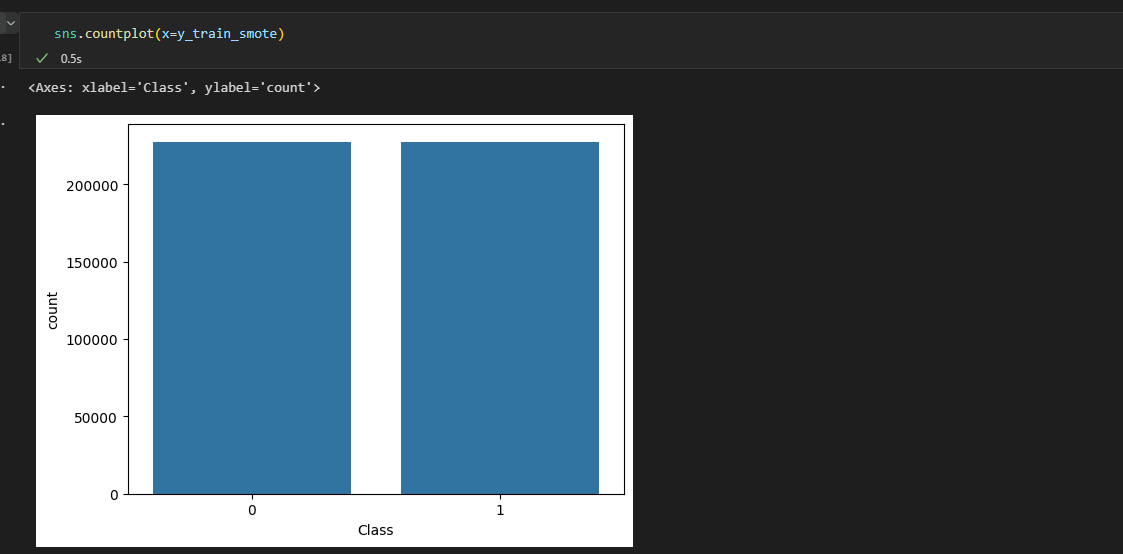 sns.countplot(x=y_train_smote)
8]
0.5s
<Axes: xlabel='Class', ylabel='count'>
200000
150000
100000
50000
0
count
0 1
Class